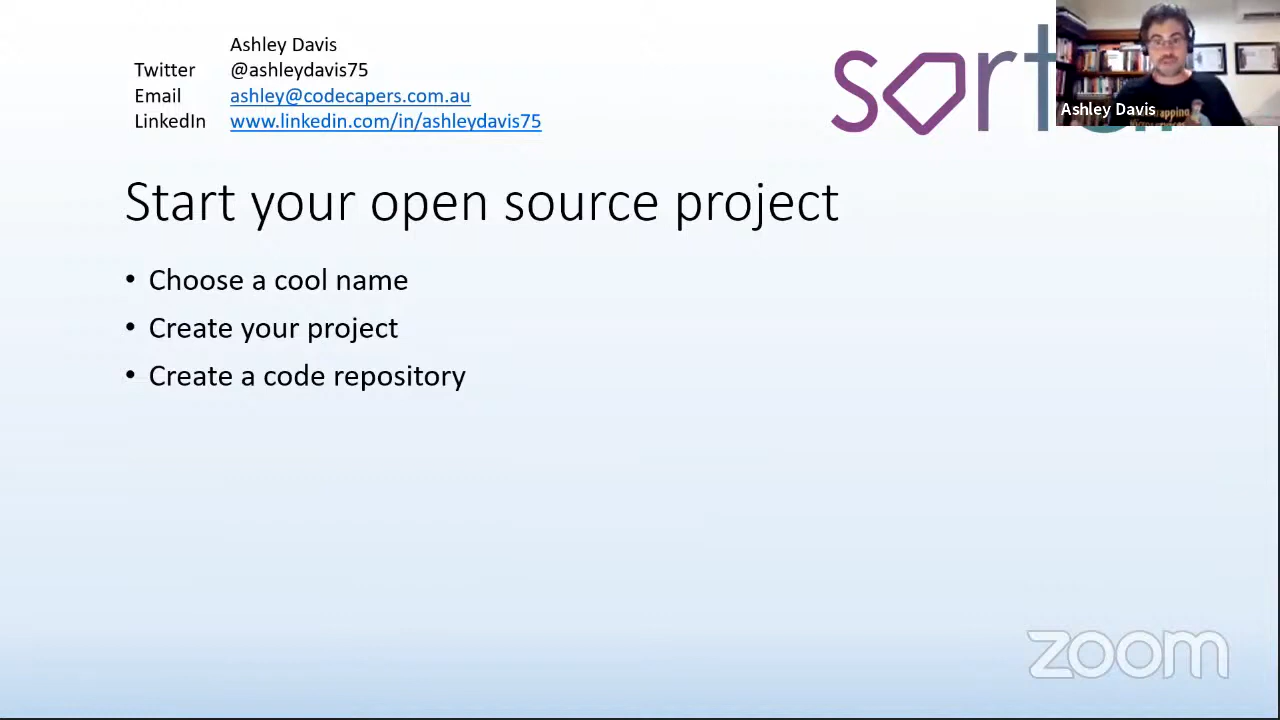 Ashley Davis
Twitter @ashleydavis75
Email ashley@codecapers.com.au
LinkedIn www.linkedin.com/in/ashleydavis75
Ashley Davis
Start your open source project
• Choose a cool name
• Create your project
• Create a code repository
zoom